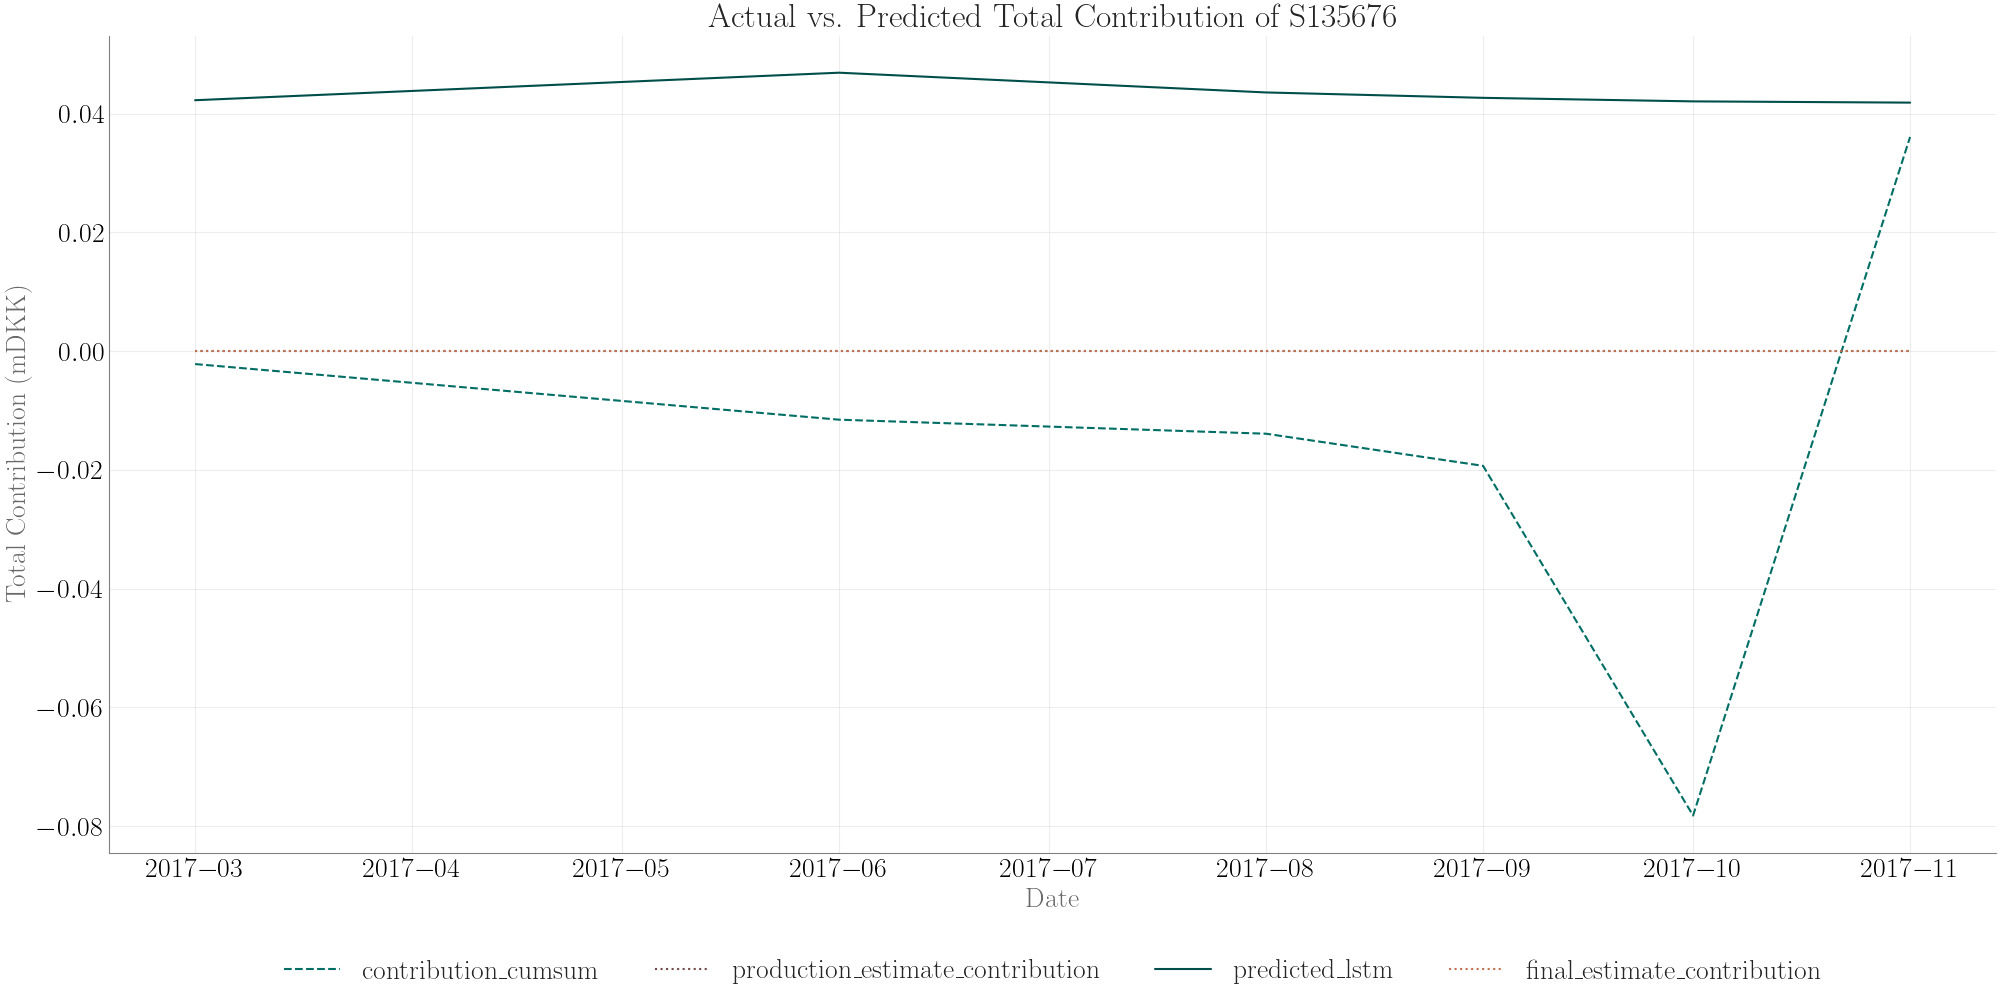 Actual vs. Predicted Total Contribution of S135676
Total Contribution (mDKK)
0.04
0.02
0.00
−0.02
−0.04
−0.06
−0.08
2017−03 2017−04 2017−05 2017−06 2017−07 2017−08 2017−09 2017−10 2017−11
Date
contribution_cumsum production_estimate_contribution predicted_lstm final_estimate_contribution